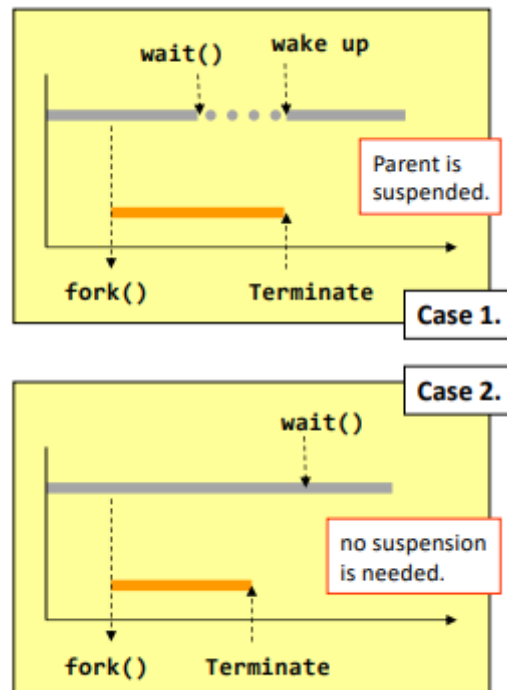 wait()
wake up
Parent is
suspended.
fork()
Terminate
Case 1.
Case 2.
wait()
no suspension
is needed.
fork()
Terminate